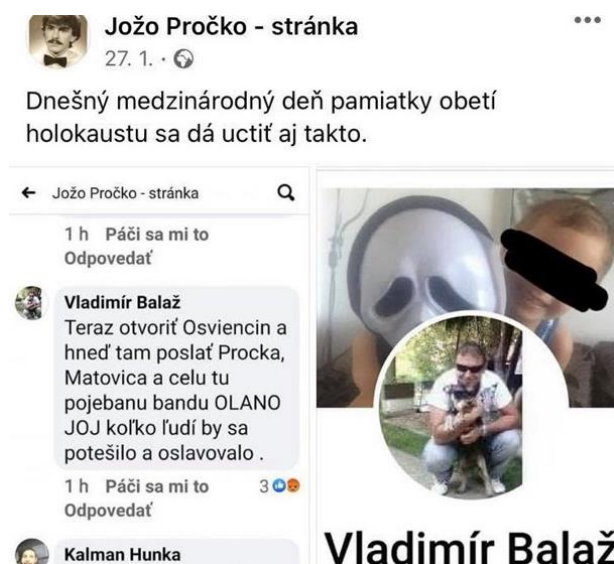 Jožo Pročko - stránka
27. 1. ·
Dnešný medzinárodný deň pamiatky obetí
holokaustu sa dá uctiť aj takto.
Jožo Pročko - stránka
1 h Páči sa mi to
Odpovedať
Vladimír Balaž
Teraz otvoriť Osviencin a
hneď tam poslať Procka,
Matovica a celu tu
pojebanu bandu OLANO
JOJ koľko ľudí by sa
potešilo a oslavovalo .
1 h Páči sa mi to 3
Odpovedať
Kalman Hunka
Vladimír Balaž